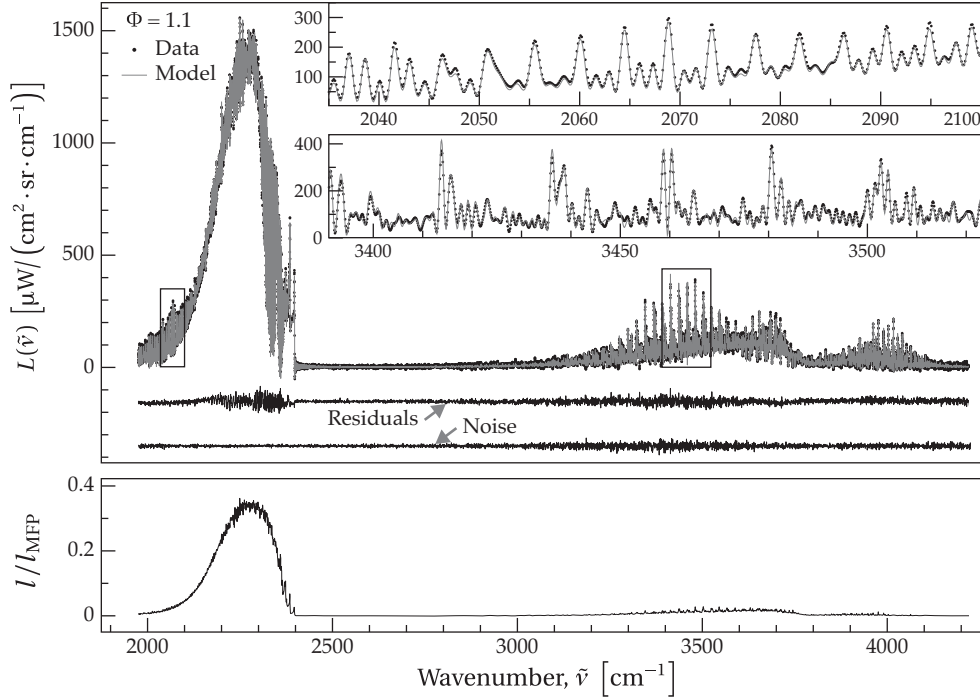 Φ = 1.1
Data
Model
L(ṽ) [μW/(cm²·sr·cm⁻¹)]
1500
1000
500
0
300
200
100
2040 2050 2060 2070 2080 2090 2100
400
200
0
3400 3450 3500
Residuals
Noise
l/l_MFP
0.4
0.2
0
2000 2500 3000 3500 4000
Wavenumber, ṽ [cm⁻¹]